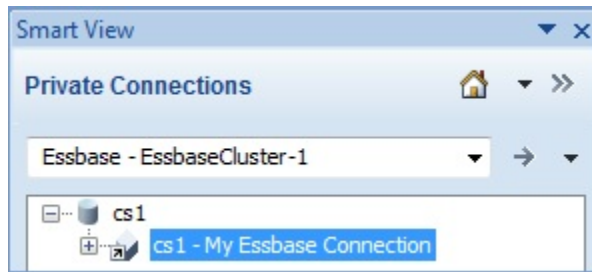 Smart View
Private Connections
Essbase - EssbaseCluster-1
cs1
cs1 - My Essbase Connection